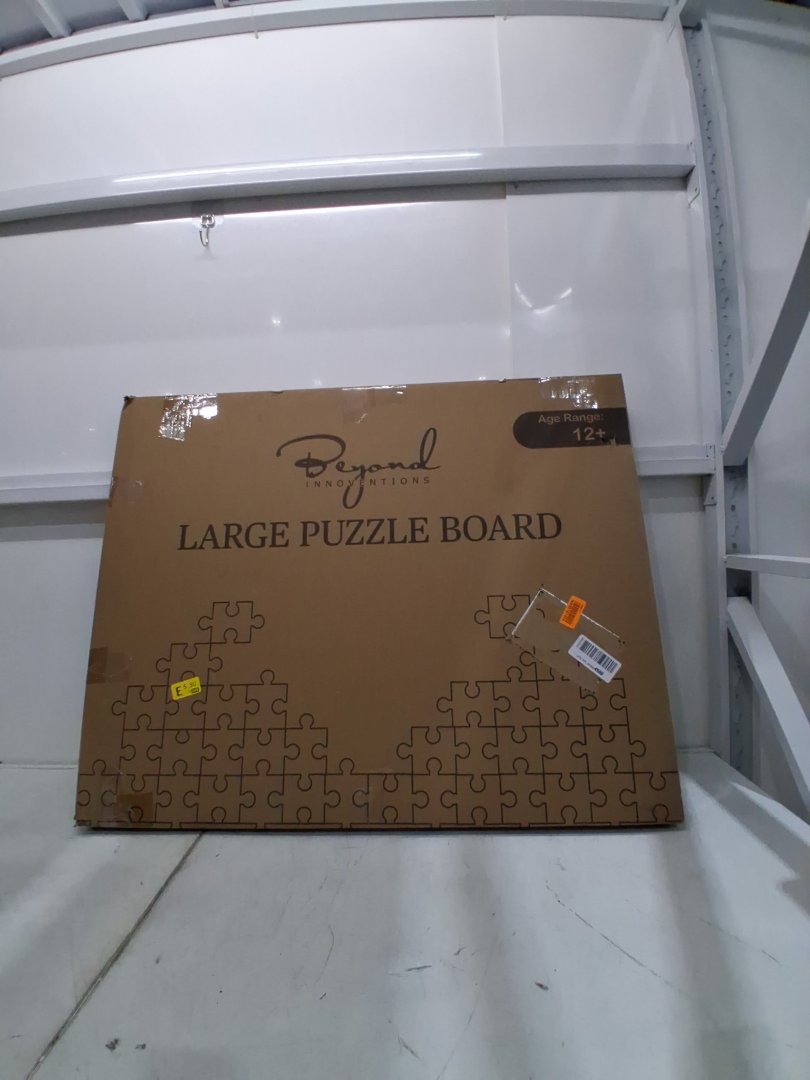 Age Range:
12+
Beyond
INNOVENTIONS
LARGE PUZZLE BOARD
E